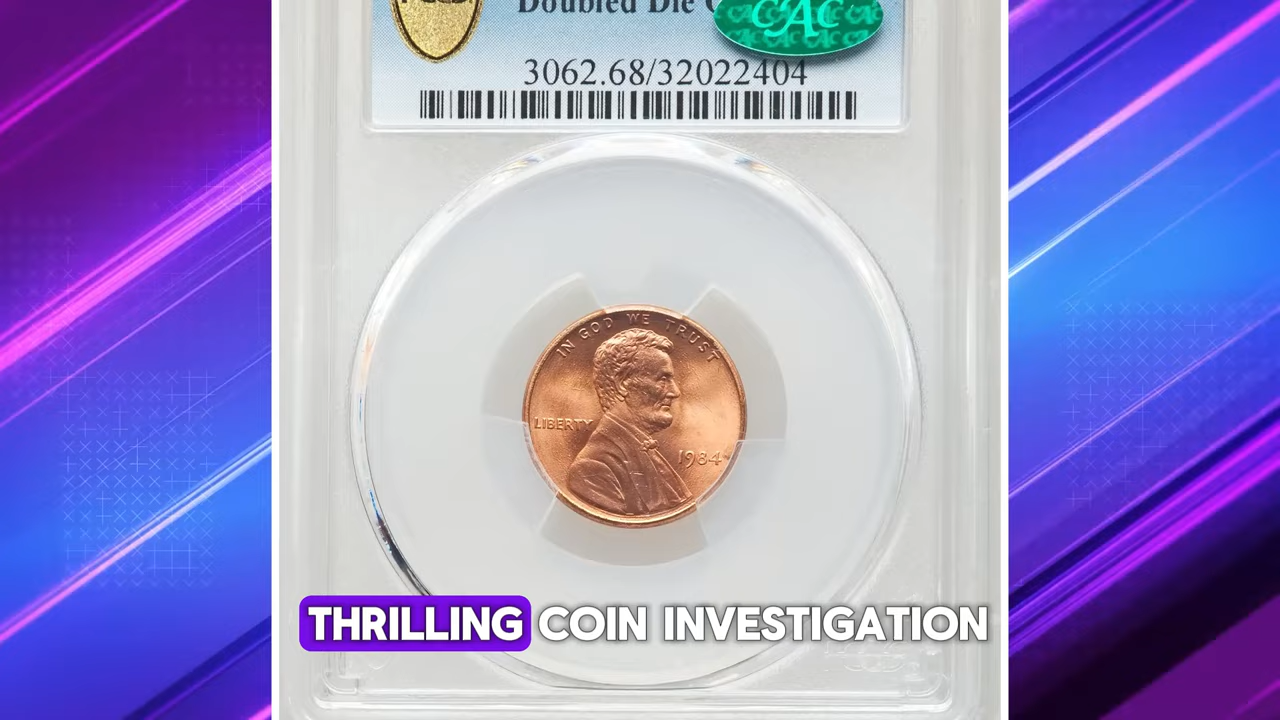 Doubled Die
CAC
3062.68/32022404
IN GOD WE TRUST
LIBERTY
1984
THRILLING COIN INVESTIGATION